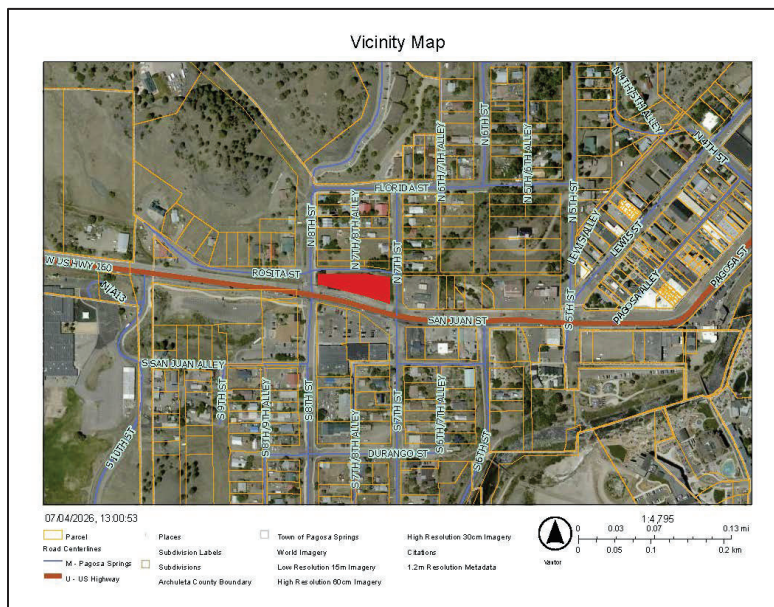 Vicinity Map
N 4TH/5TH ALLEY
N 4TH ST
N 6TH ST
N 6TH/7TH ALLEY
N 5TH/6TH ALLEY
FLORIDA ST
N 5TH ST
N 8TH ST
N 7TH/8TH ALLEY
LEWIS ALLEY
LEWIS ST
W US HWY 160
ROSITA ST
N 7TH ST
PAGOSA ST
PAGOSA ALLEY
SAN JUAN ST
S 5TH ST
S SAN JUAN ALLEY
S 9TH ST
S 8TH/9TH ALLEY
S 8TH ST
S 7TH/8TH ALLEY
S 7TH ST
S 6TH/7TH ALLEY
S 6TH ST
S 10TH ST
DURANGO ST
07/04/2026, 13:00:53
Parcel
Road Centerlines
M - Pagosa Springs
U - US Highway
Places
Subdivision Labels
Subdivisions
Archuleta County Boundary
Town of Pagosa Springs
World Imagery
Low Resolution 15m Imagery
High Resolution 60cm Imagery
High Resolution 30cm Imagery
Citations
1.2m Resolution Metadata
Vantor
1:4,795
0 0.03 0.07 0.13 mi
0 0.05 0.1 0.2 km